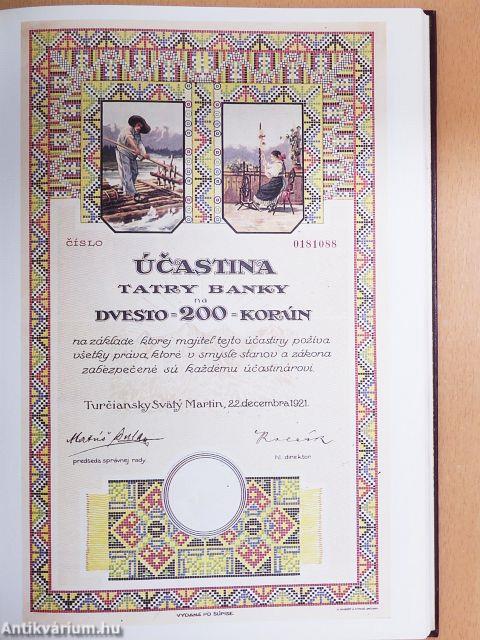 ČÍSLO 0181088
ÚČASTINA
TATRY BANKY
na
DVESTO=200=KORÚN
na základe ktorej majiteľ tejto účastiny požíva
všetky práva, ktoré v smysle stanov a zákona
zabezpečené sú každému účastinárovi.
Turčiansky Svätý Martin, 22.decembra 1921.
predseda správnej rady. hl. direktor
VYDANÉ PO SÚPISE.
Antikvárium.hu